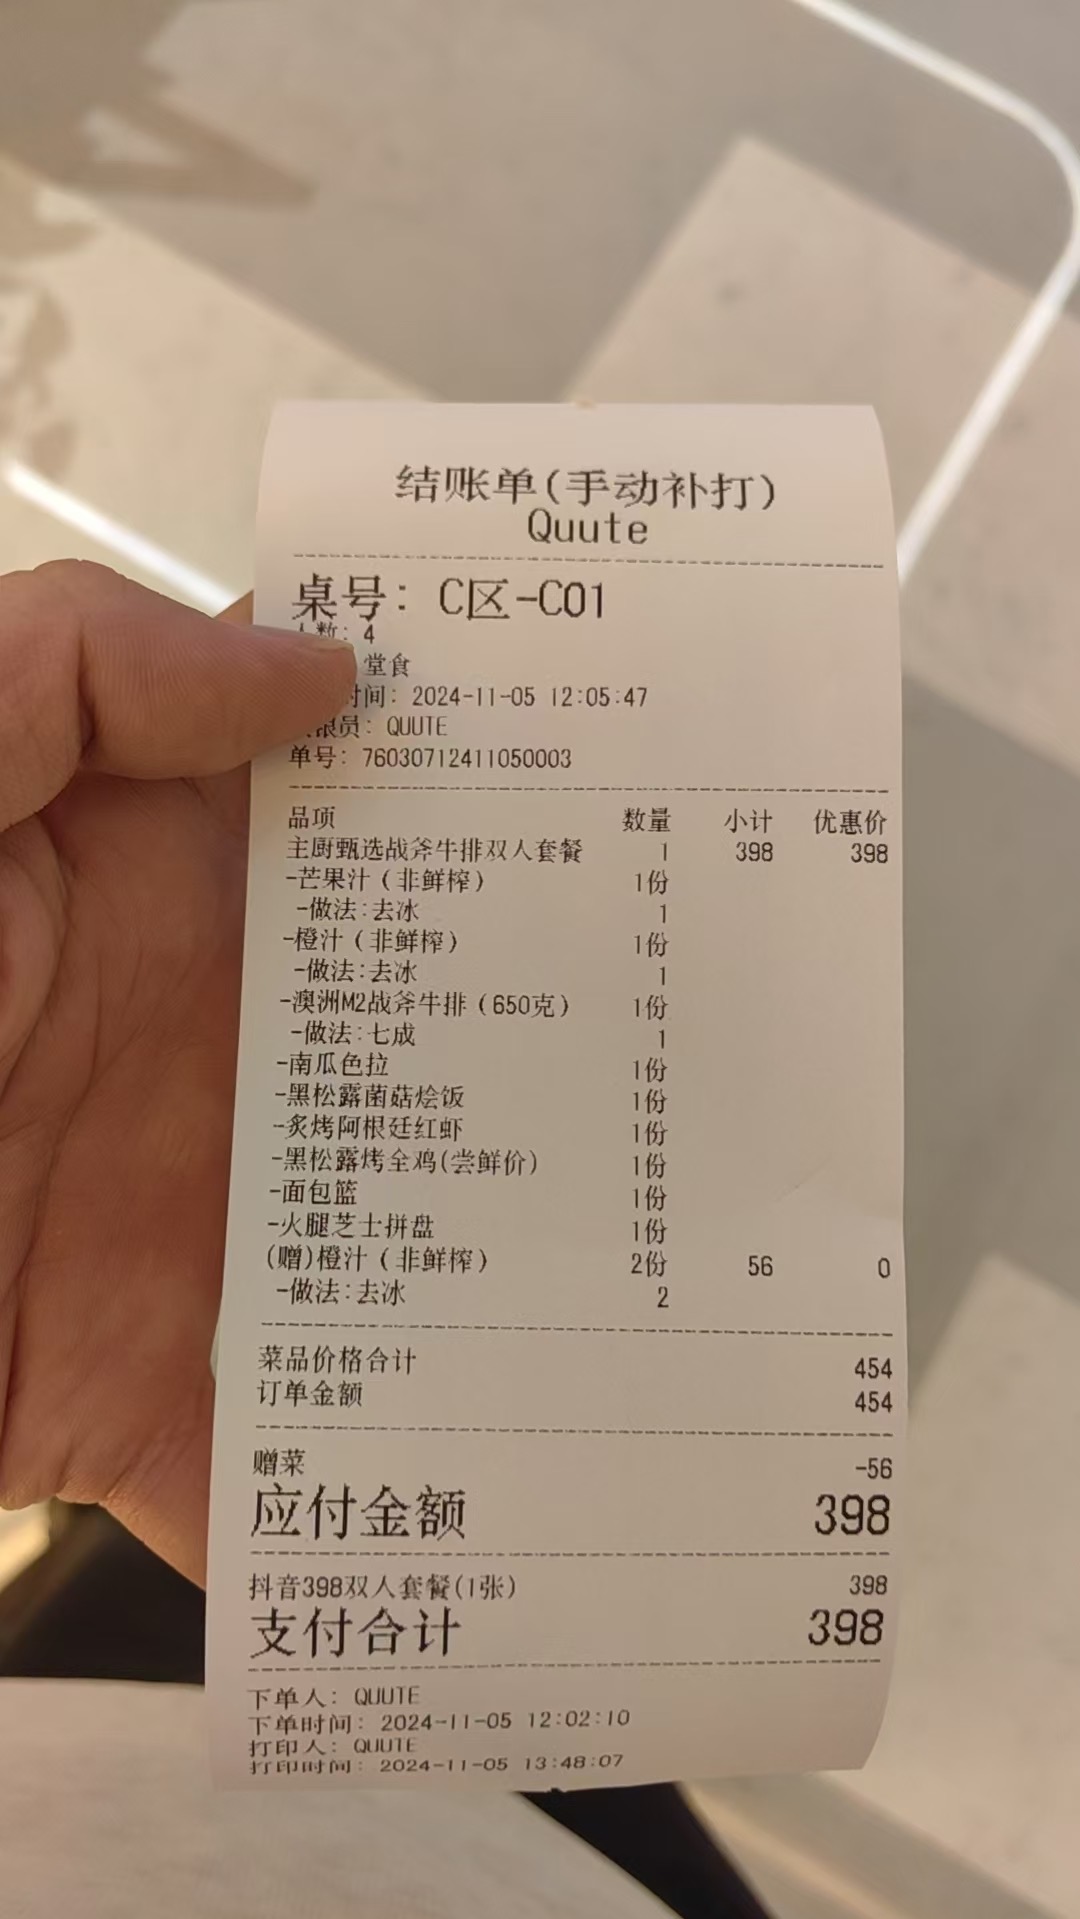 结账单(手动补打)
Quute
桌号: C区-C01
人数: 4
堂食
时间: 2024-11-05 12:05:47
银员: QUUTE
单号: 76030712411050003
品项 数量 小计 优惠价
主厨甄选战斧牛排双人套餐 1 398 398
-芒果汁(非鲜榨) 1份
-做法:去冰 1
-橙汁(非鲜榨) 1份
-做法:去冰 1
-澳洲M2战斧牛排(650克) 1份
-做法:七成 1
-南瓜色拉 1份
-黑松露菌菇烩饭 1份
-炙烤阿根廷红虾 1份
-黑松露烤全鸡(尝鲜价) 1份
-面包篮 1份
-火腿芝士拼盘 1份
(赠)橙汁(非鲜榨) 2份 56 0
-做法:去冰 2
菜品价格合计 454
订单金额 454
赠菜 -56
应付金额 398
抖音398双人套餐(1张) 398
支付合计 398
下单人: QUUTE
下单时间: 2024-11-05 12:02:10
打印人: QUUTE
打印时间: 2024-11-05 13:48:07